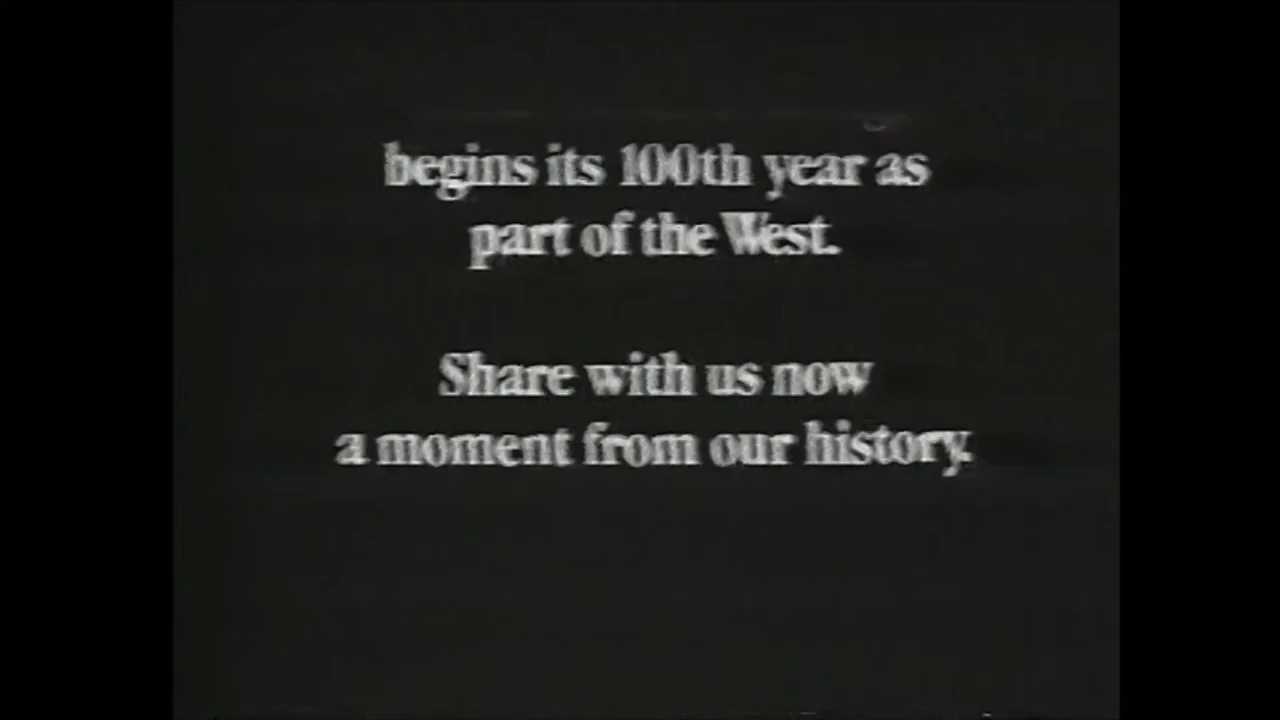 begins its 100th year as
part of the West.
Share with us now
a moment from our history.